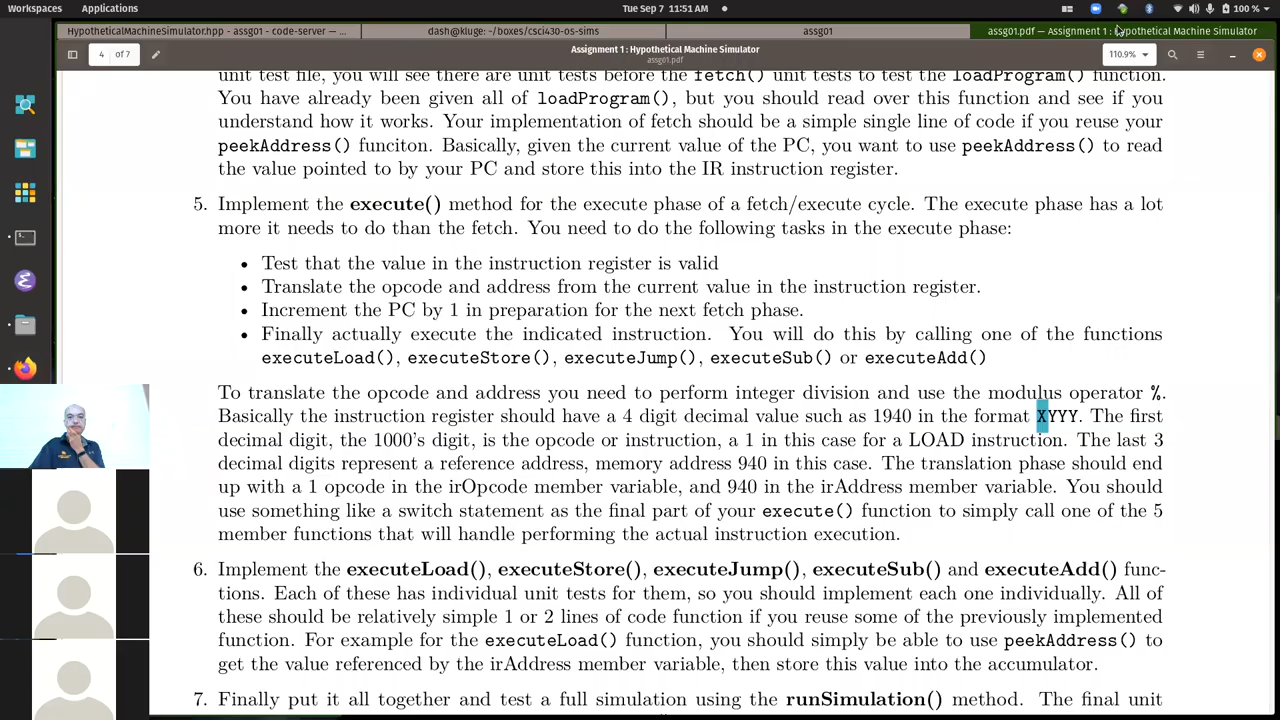 Workspaces Applications Tue Sep 7 11:51 AM 100 %
HypotheticalMachineSimulator.hpp - assg01 - code-server — ... dash@kluge: ~/boxes/csci430-os-sims assg01 assg01.pdf — Assignment 1 : Hypothetical Machine Simulator
4 of 7 Assignment 1 : Hypothetical Machine Simulator 110.9%
assg01.pdf
unit test file, you will see there are unit tests before the fetch() unit tests to test the loadProgram() function.
You have already been given all of loadProgram(), but you should read over this function and see if you
understand how it works. Your implementation of fetch should be a simple single line of code if you reuse your
peekAddress() funciton. Basically, given the current value of the PC, you want to use peekAddress() to read
the value pointed to by your PC and store this into the IR instruction register.
5. Implement the execute() method for the execute phase of a fetch/execute cycle. The execute phase has a lot
more it needs to do than the fetch. You need to do the following tasks in the execute phase:
• Test that the value in the instruction register is valid
• Translate the opcode and address from the current value in the instruction register.
• Increment the PC by 1 in preparation for the next fetch phase.
• Finally actually execute the indicated instruction. You will do this by calling one of the functions
executeLoad(), executeStore(), executeJump(), executeSub() or executeAdd()
To translate the opcode and address you need to perform integer division and use the modulus operator %.
Basically the instruction register should have a 4 digit decimal value such as 1940 in the format XYYY. The first
decimal digit, the 1000's digit, is the opcode or instruction, a 1 in this case for a LOAD instruction. The last 3
decimal digits represent a reference address, memory address 940 in this case. The translation phase should end
up with a 1 opcode in the irOpcode member variable, and 940 in the irAddress member variable. You should
use something like a switch statement as the final part of your execute() function to simply call one of the 5
member functions that will handle performing the actual instruction execution.
6. Implement the executeLoad(), executeStore(), executeJump(), executeSub() and executeAdd() func-
tions. Each of these has individual unit tests for them, so you should implement each one individually. All of
these should be relatively simple 1 or 2 lines of code function if you reuse some of the previously implemented
function. For example for the executeLoad() function, you should simply be able to use peekAddress() to
get the value referenced by the irAddress member variable, then store this value into the accumulator.
7. Finally put it all together and test a full simulation using the runSimulation() method. The final unit